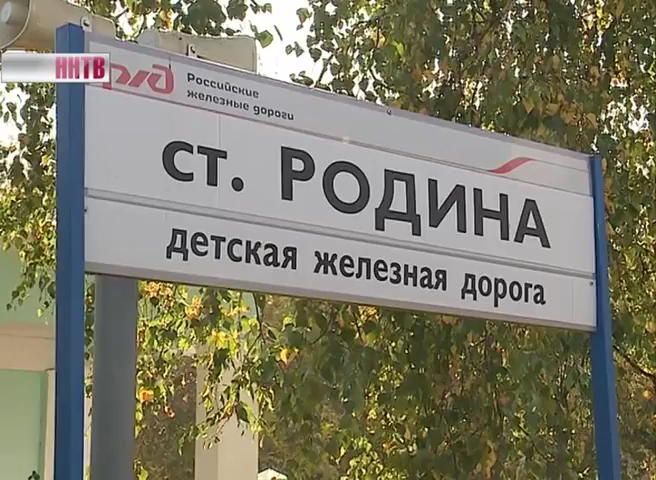 ННТВ
ржд Российские
железные дороги
ст. РОДИНА
детская железная дорога